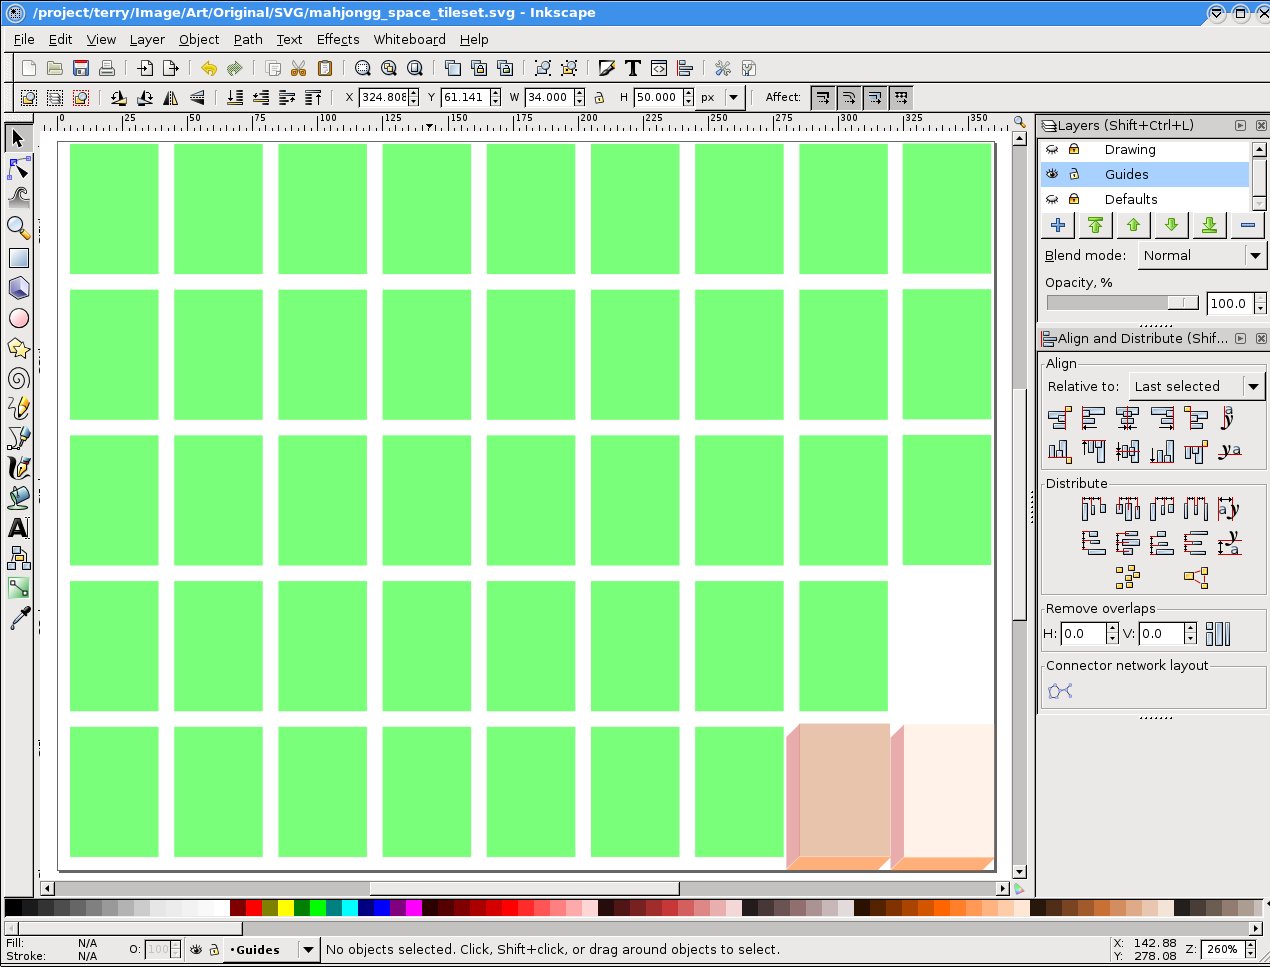 /project/terry/Image/Art/Original/SVG/mahjongg_space_tileset.svg - Inkscape
File Edit View Layer Object Path Text Effects Whiteboard Help
X 324.808 Y 61.141 W 34.000 H 50.000 px Affect:
0 25 50 75 100 125 150 175 200 225 250 275 300 325 350
Layers (Shift+Ctrl+L)
Drawing
Guides
Defaults
Blend mode: Normal
Opacity, %
100.0
Align and Distribute (Shif...
Align
Relative to: Last selected
Distribute
Remove overlaps
H: 0.0 V: 0.0
Connector network layout
Fill: N/A
Stroke: N/A
O: 100
•Guides
No objects selected. Click, Shift+click, or drag around objects to select.
X: 142.88
Y: 278.08
Z: 260%